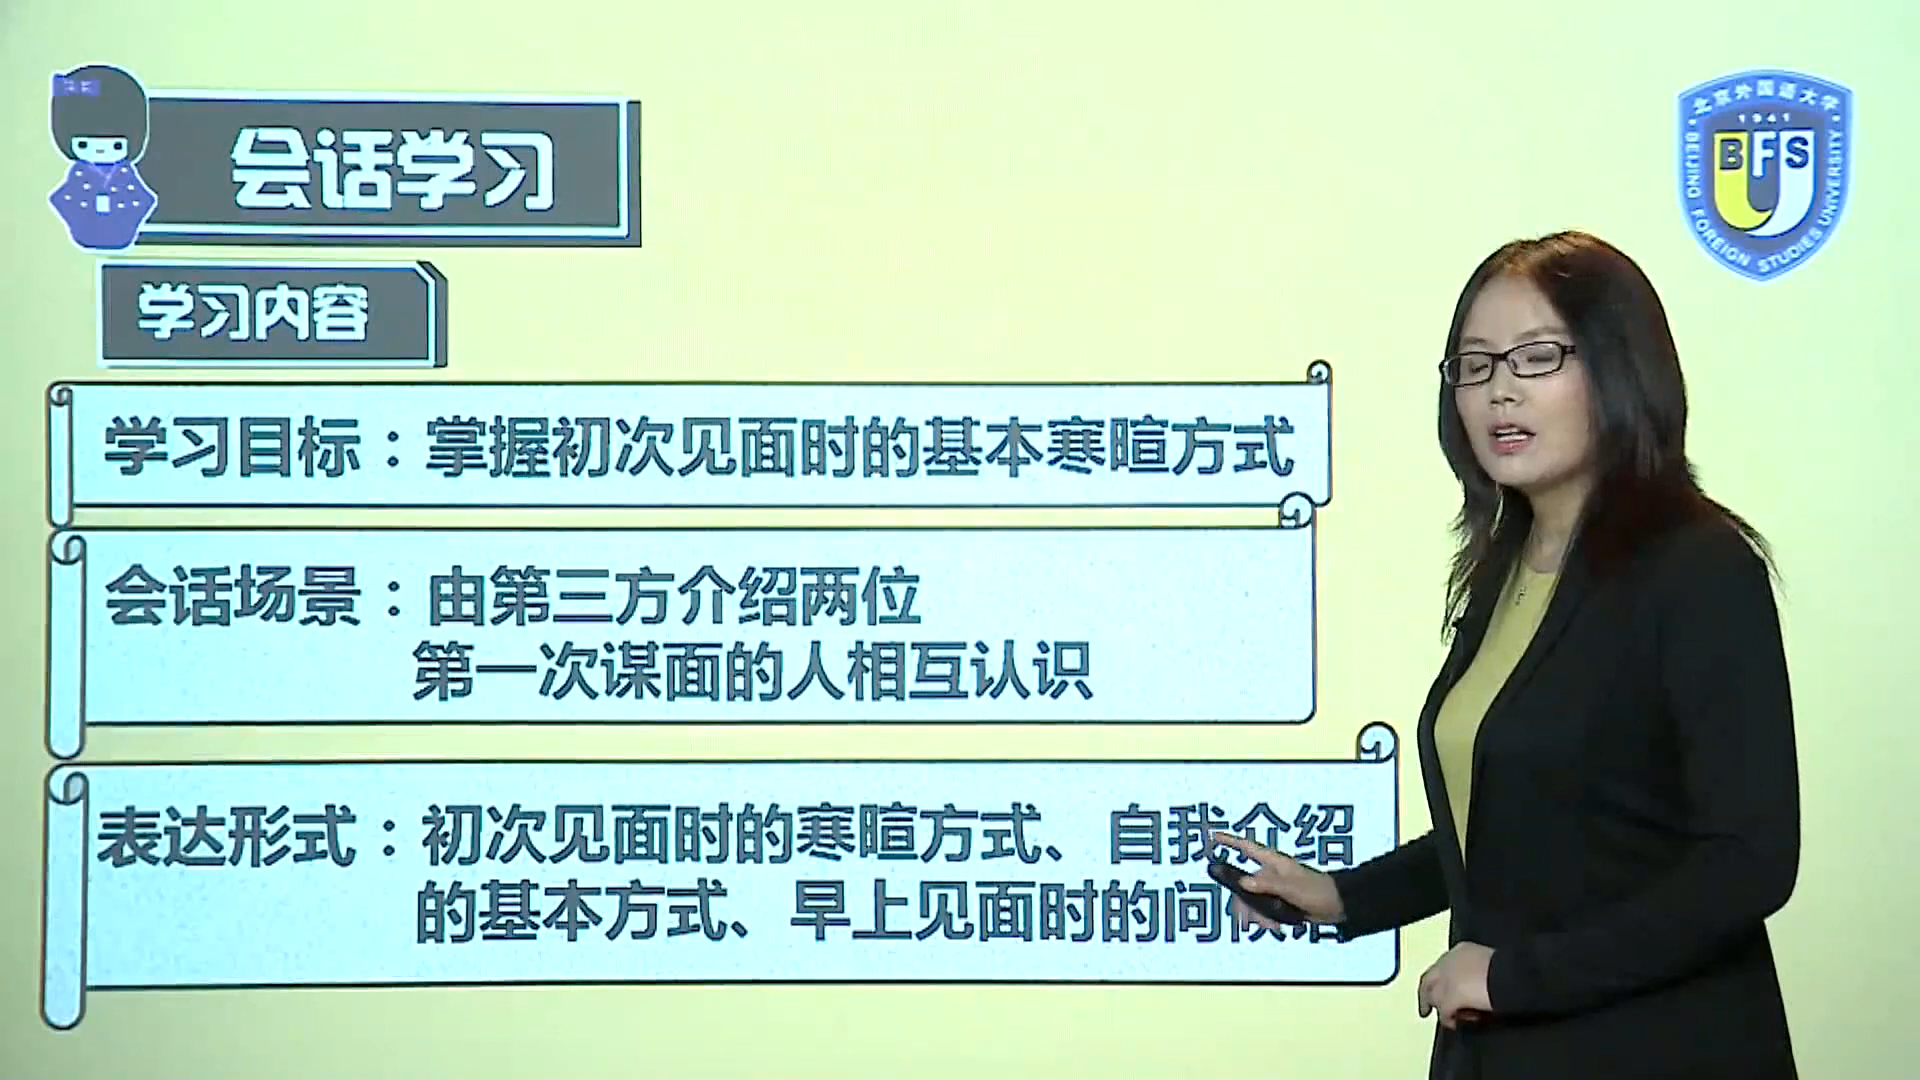 会话学习
学习内容
学习目标：掌握初次见面时的基本寒暄方式
会话场景：由第三方介绍两位
第一次谋面的人相互认识
表达形式：初次见面时的寒暄方式、自我介绍
的基本方式、早上见面时的问候语
北京外国语大学
1941
BFSU
BEIJING FOREIGN STUDIES UNIVERSITY